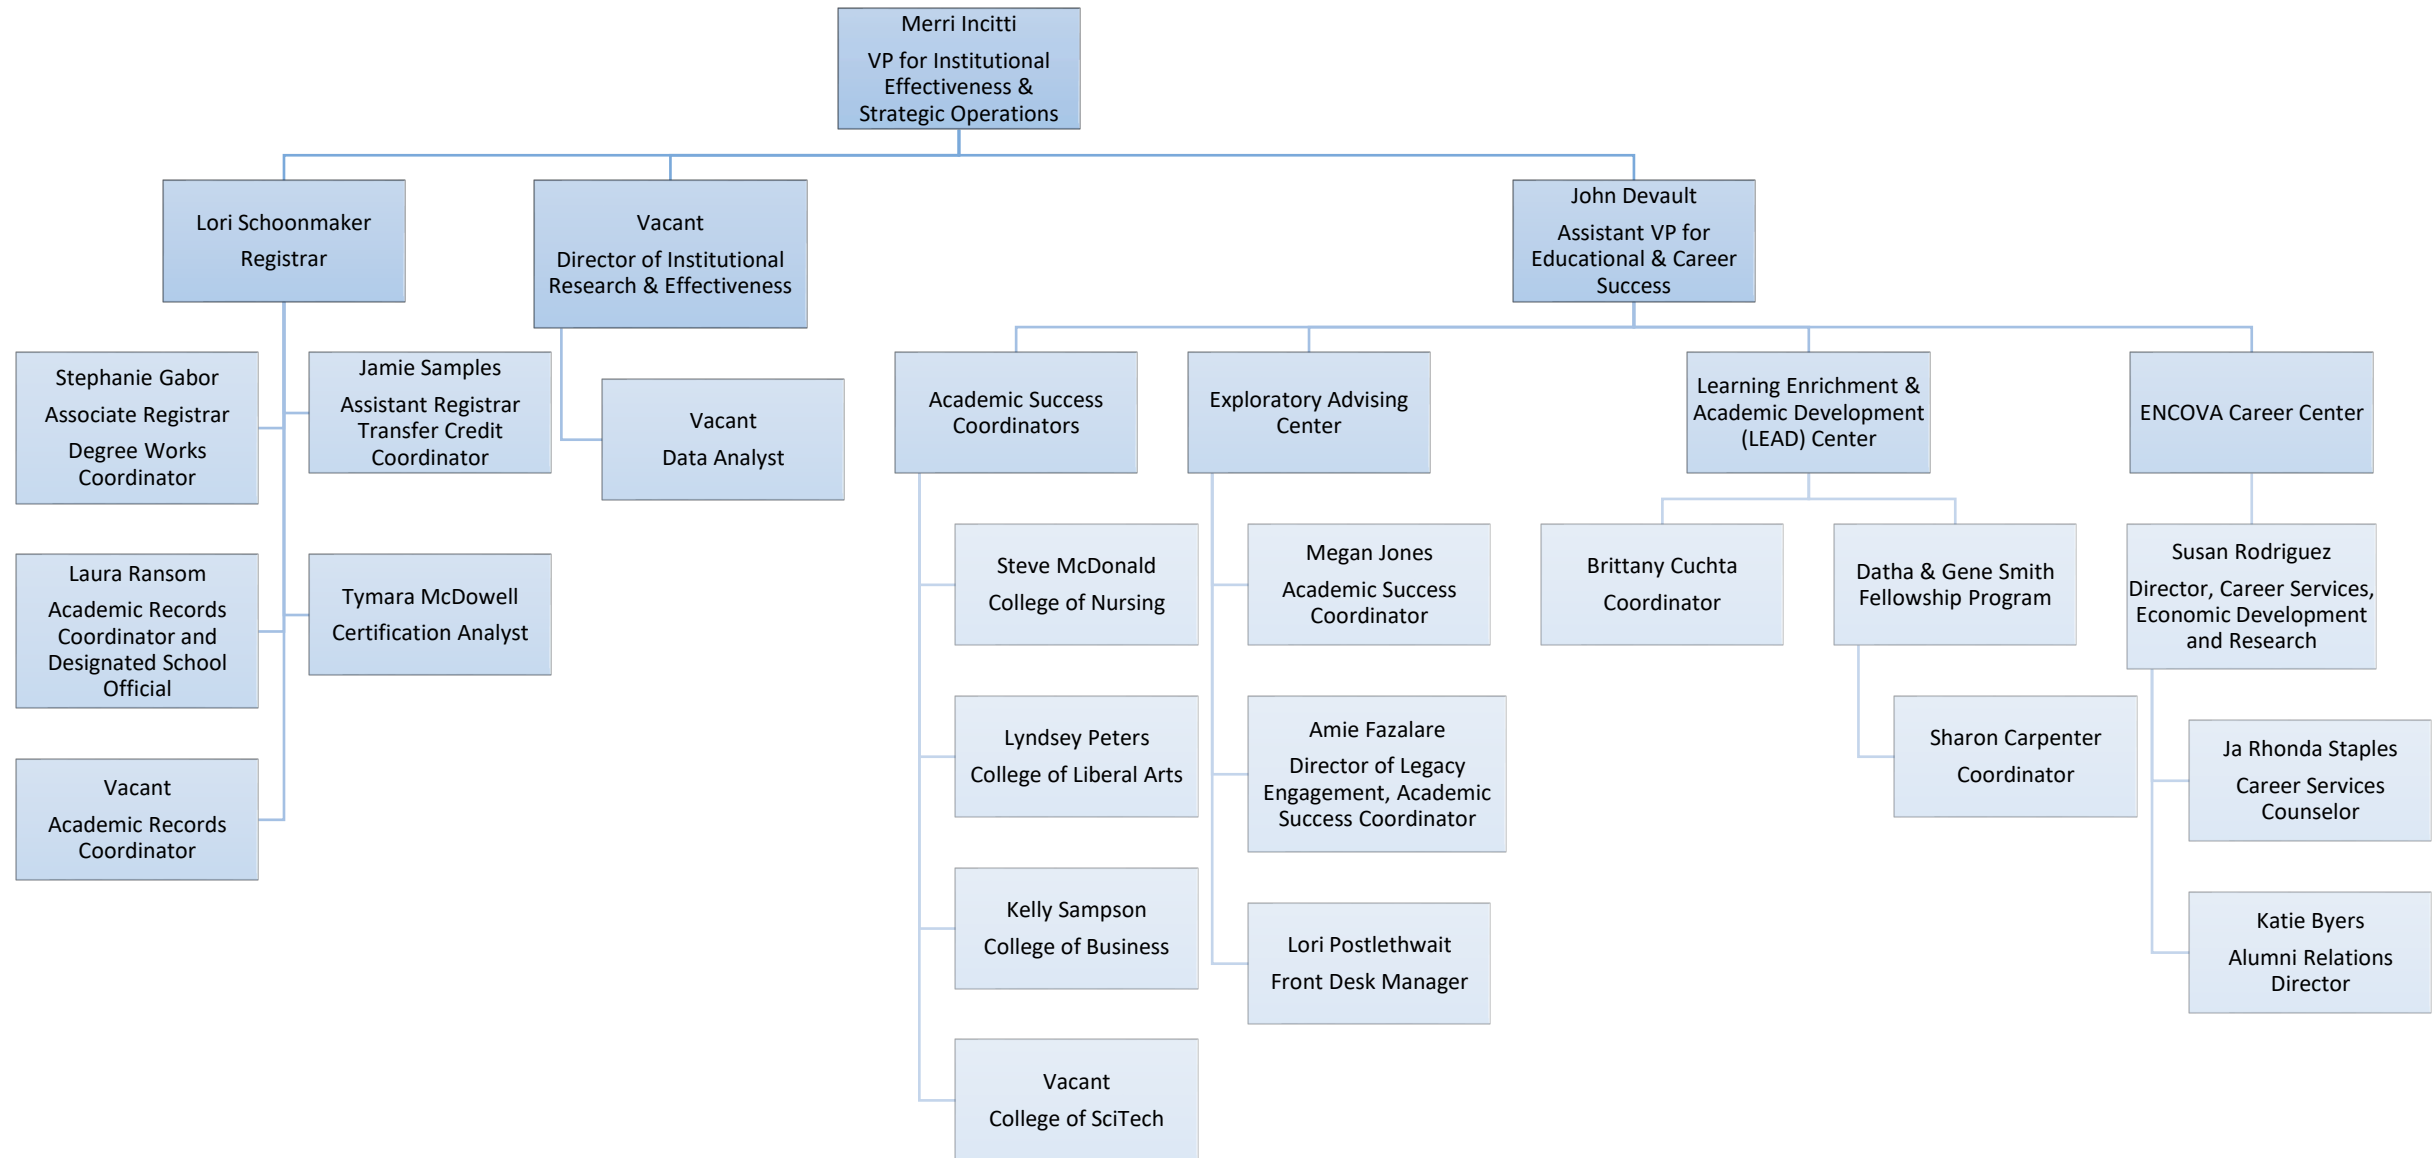 Merri Incitti
VP for Institutional
Effectiveness &
Strategic Operations
Lori Schoonmaker
Registrar
Vacant
Director of Institutional
Research & Effectiveness
John Devault
Assistant VP for
Educational & Career
Success
Stephanie Gabor
Associate Registrar
Degree Works
Coordinator
Jamie Samples
Assistant Registrar
Transfer Credit
Coordinator
Laura Ransom
Academic Records
Coordinator and
Designated School
Official
Tymara McDowell
Certification Analyst
Vacant
Academic Records
Coordinator
Vacant
Data Analyst
Academic Success
Coordinators
Steve McDonald
College of Nursing
Lyndsey Peters
College of Liberal Arts
Kelly Sampson
College of Business
Vacant
College of SciTech
Exploratory Advising
Center
Megan Jones
Academic Success
Coordinator
Amie Fazalare
Director of Legacy
Engagement, Academic
Success Coordinator
Lori Postlethwait
Front Desk Manager
Learning Enrichment &
Academic Development
(LEAD) Center
Brittany Cuchta
Coordinator
Datha & Gene Smith
Fellowship Program
Sharon Carpenter
Coordinator
ENCOVA Career Center
Susan Rodriguez
Director, Career Services,
Economic Development
and Research
Ja Rhonda Staples
Career Services
Counselor
Katie Byers
Alumni Relations
Director